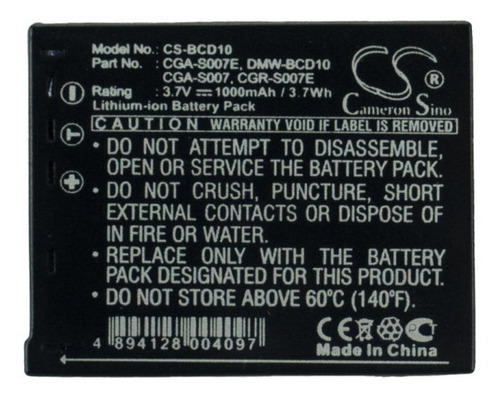 Model No.: CS-BCD10
Part No.: CGA-S007E, DMW-BCD10
CGA-S007, CGR-S007E
Rating: 3.7V⎓1000mAh / 3.7Wh
Lithium-ion Battery Pack
CS
®
Cameron Sino
CAUTION WARRANTY VOID IF LABEL IS REMOVED
• DO NOT ATTEMPT TO DISASSEMBLE,
OPEN OR SERVICE THE BATTERY PACK.
• DO NOT CRUSH, PUNCTURE, SHORT
EXTERNAL CONTACTS OR DISPOSE OF
IN FIRE OR WATER.
• REPLACE ONLY WITH THE BATTERY
PACK DESIGNATED FOR THE DEVICE.
• DO NOT STORE ABOVE 60°C (140°F).
4 894128 004097
CE
Made in China